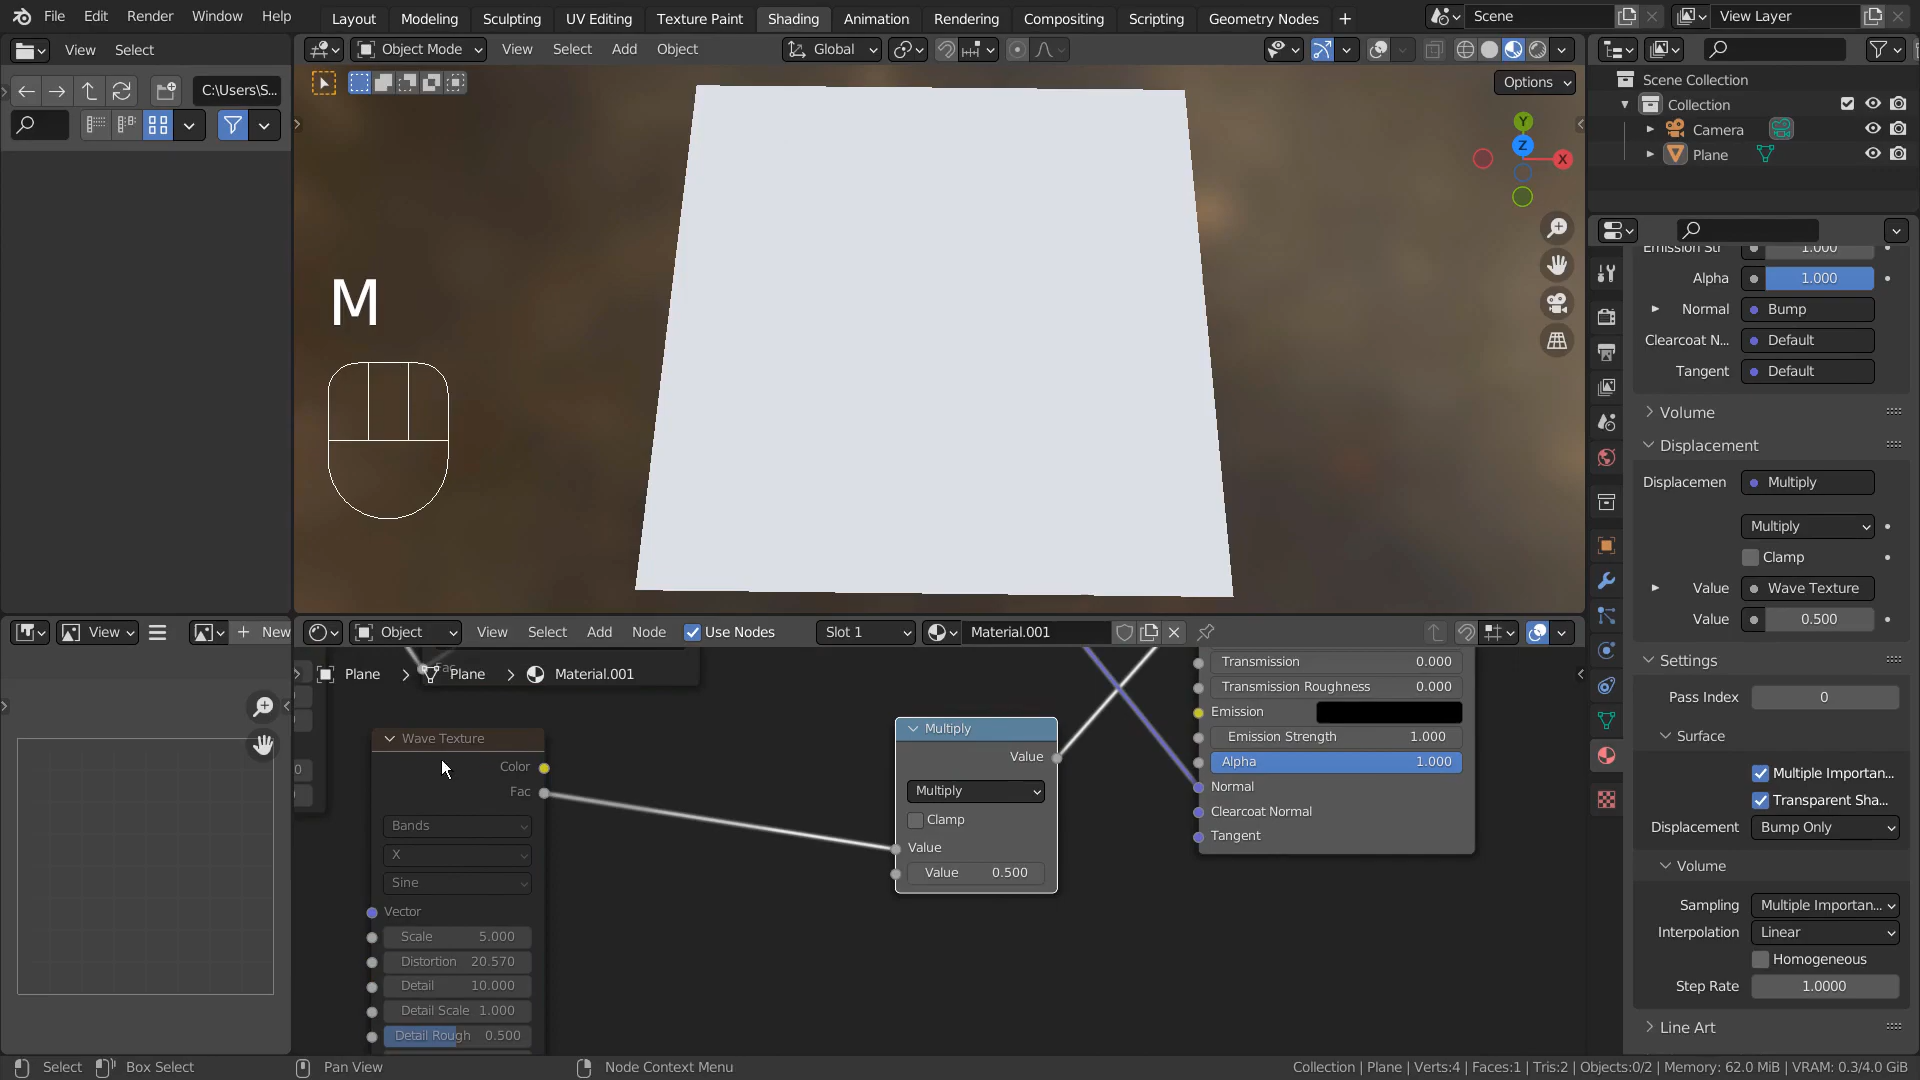 File Edit Render Window Help Layout Modeling Sculpting UV Editing Texture Paint Shading Animation Rendering Compositing Scripting Geometry Nodes + Scene View Layer
View Select Object Mode View Select Add Object Global
C:\Users\S... Options
Scene Collection
Collection
Camera
Plane
Y
Z
X
M
Emission Str 1.000
Alpha 1.000
Normal Bump
Clearcoat N... Default
Tangent Default
Volume
Displacement
Displacemen Multiply
Multiply
Clamp
Value Wave Texture
Value 0.500
Settings
Pass Index 0
Surface
Multiple Importan...
Transparent Sha...
Displacement Bump Only
Volume
Sampling Multiple Importan...
Interpolation Linear
Homogeneous
Step Rate 1.0000
Line Art
View + New Object View Select Add Node Use Nodes Slot 1 Material.001
Fac
Plane > Plane > Material.001
Wave Texture
Color
Fac
Bands
X
Sine
Vector
Scale 5.000
Distortion 20.570
Detail 10.000
Detail Scale 1.000
Detail Rough 0.500
0
Multiply
Value
Multiply
Clamp
Value
Value 0.500
Transmission 0.000
Transmission Roughness 0.000
Emission
Emission Strength 1.000
Alpha 1.000
Normal
Clearcoat Normal
Tangent
Select Box Select Pan View Node Context Menu Collection | Plane | Verts:4 | Faces:1 | Tris:2 | Objects:0/2 | Memory: 62.0 MiB | VRAM: 0.3/4.0 GiB